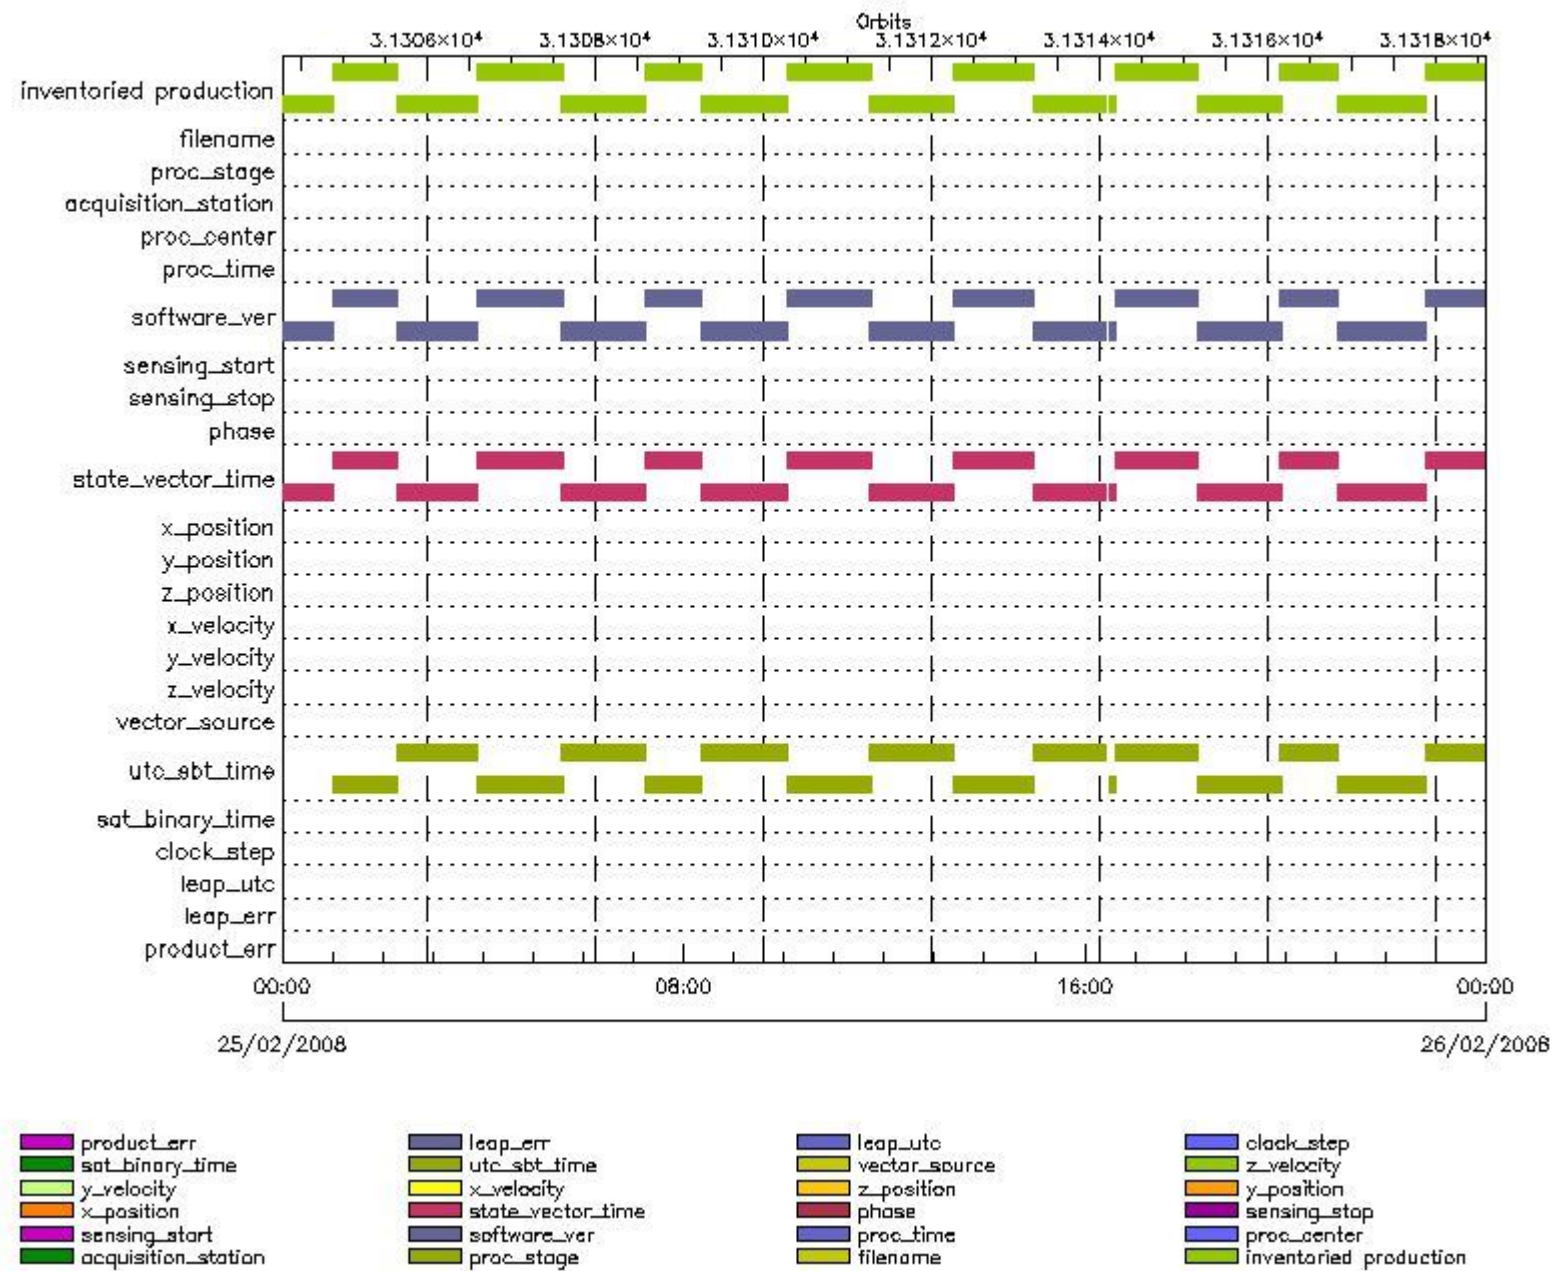 Orbits
3.1306×10⁴ 3.1308×10⁴ 3.1310×10⁴ 3.1312×10⁴ 3.1314×10⁴ 3.1316×10⁴ 3.1318×10⁴
inventoried production
filename
proc_stage
acquisition_station
proc_center
proc_time
software_ver
sensing_start
sensing_stop
phase
state_vector_time
x_position
y_position
z_position
x_velocity
y_velocity
z_velocity
vector_source
utc_sbt_time
sat_binary_time
clock_step
leap_utc
leap_err
product_err
00:00 08:00 16:00 00:00
25/02/2008 26/02/2008
product_err leap_err leap_utc clock_step
sat_binary_time utc_sbt_time vector_source z_velocity
y_velocity x_velocity z_position y_position
x_position state_vector_time phase sensing_stop
sensing_start software_ver proc_time proc_center
acquisition_station proc_stage filename inventoried production